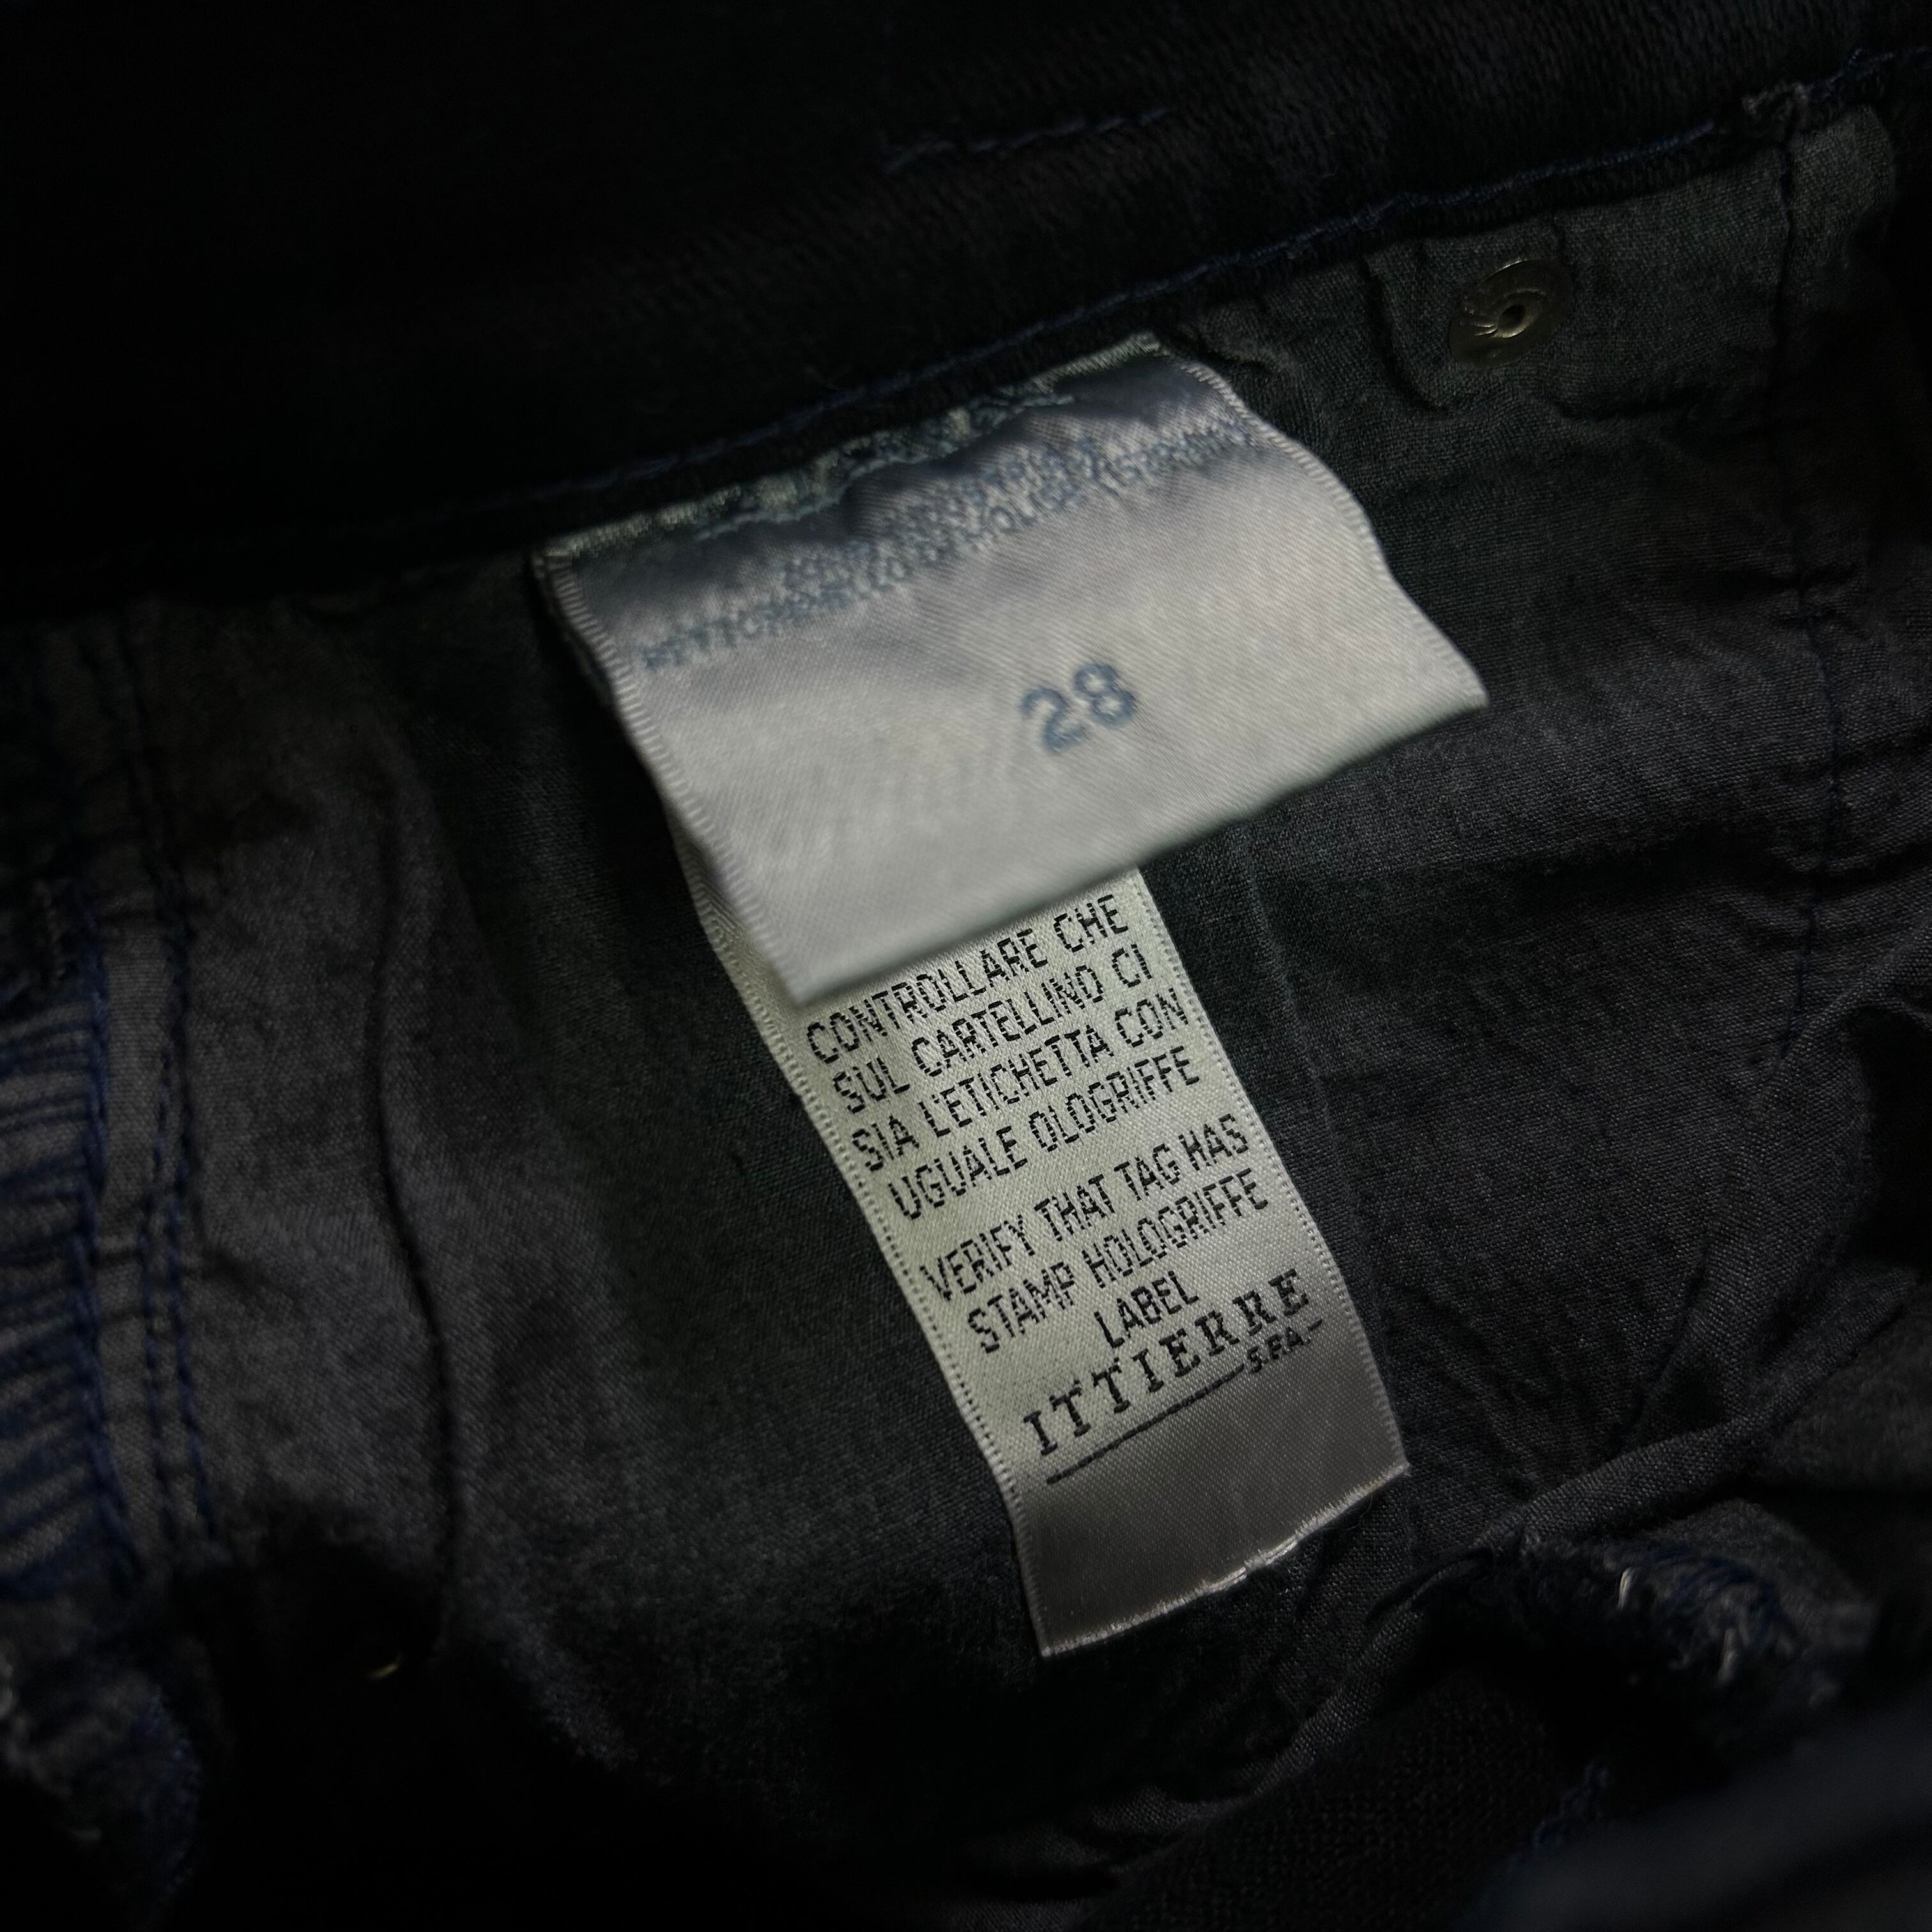 28
CONTROLLARE CHE
SUL CARTELLINO CI
SIA L'ETICHETTA CON
UGUALE OLOGRIFFE
VERIFY THAT TAG HAS
STAMP HOLOGRIFFE
LABEL
ITTIERRE
S.P.A.